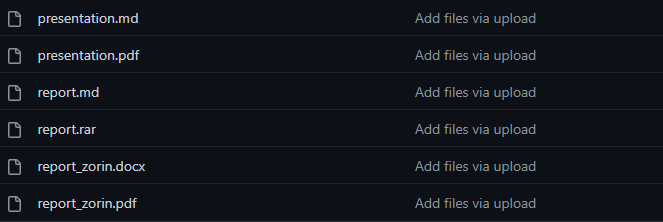 presentation.md Add files via upload
presentation.pdf Add files via upload
report.md Add files via upload
report.rar Add files via upload
report_zorin.docx Add files via upload
report_zorin.pdf Add files via upload